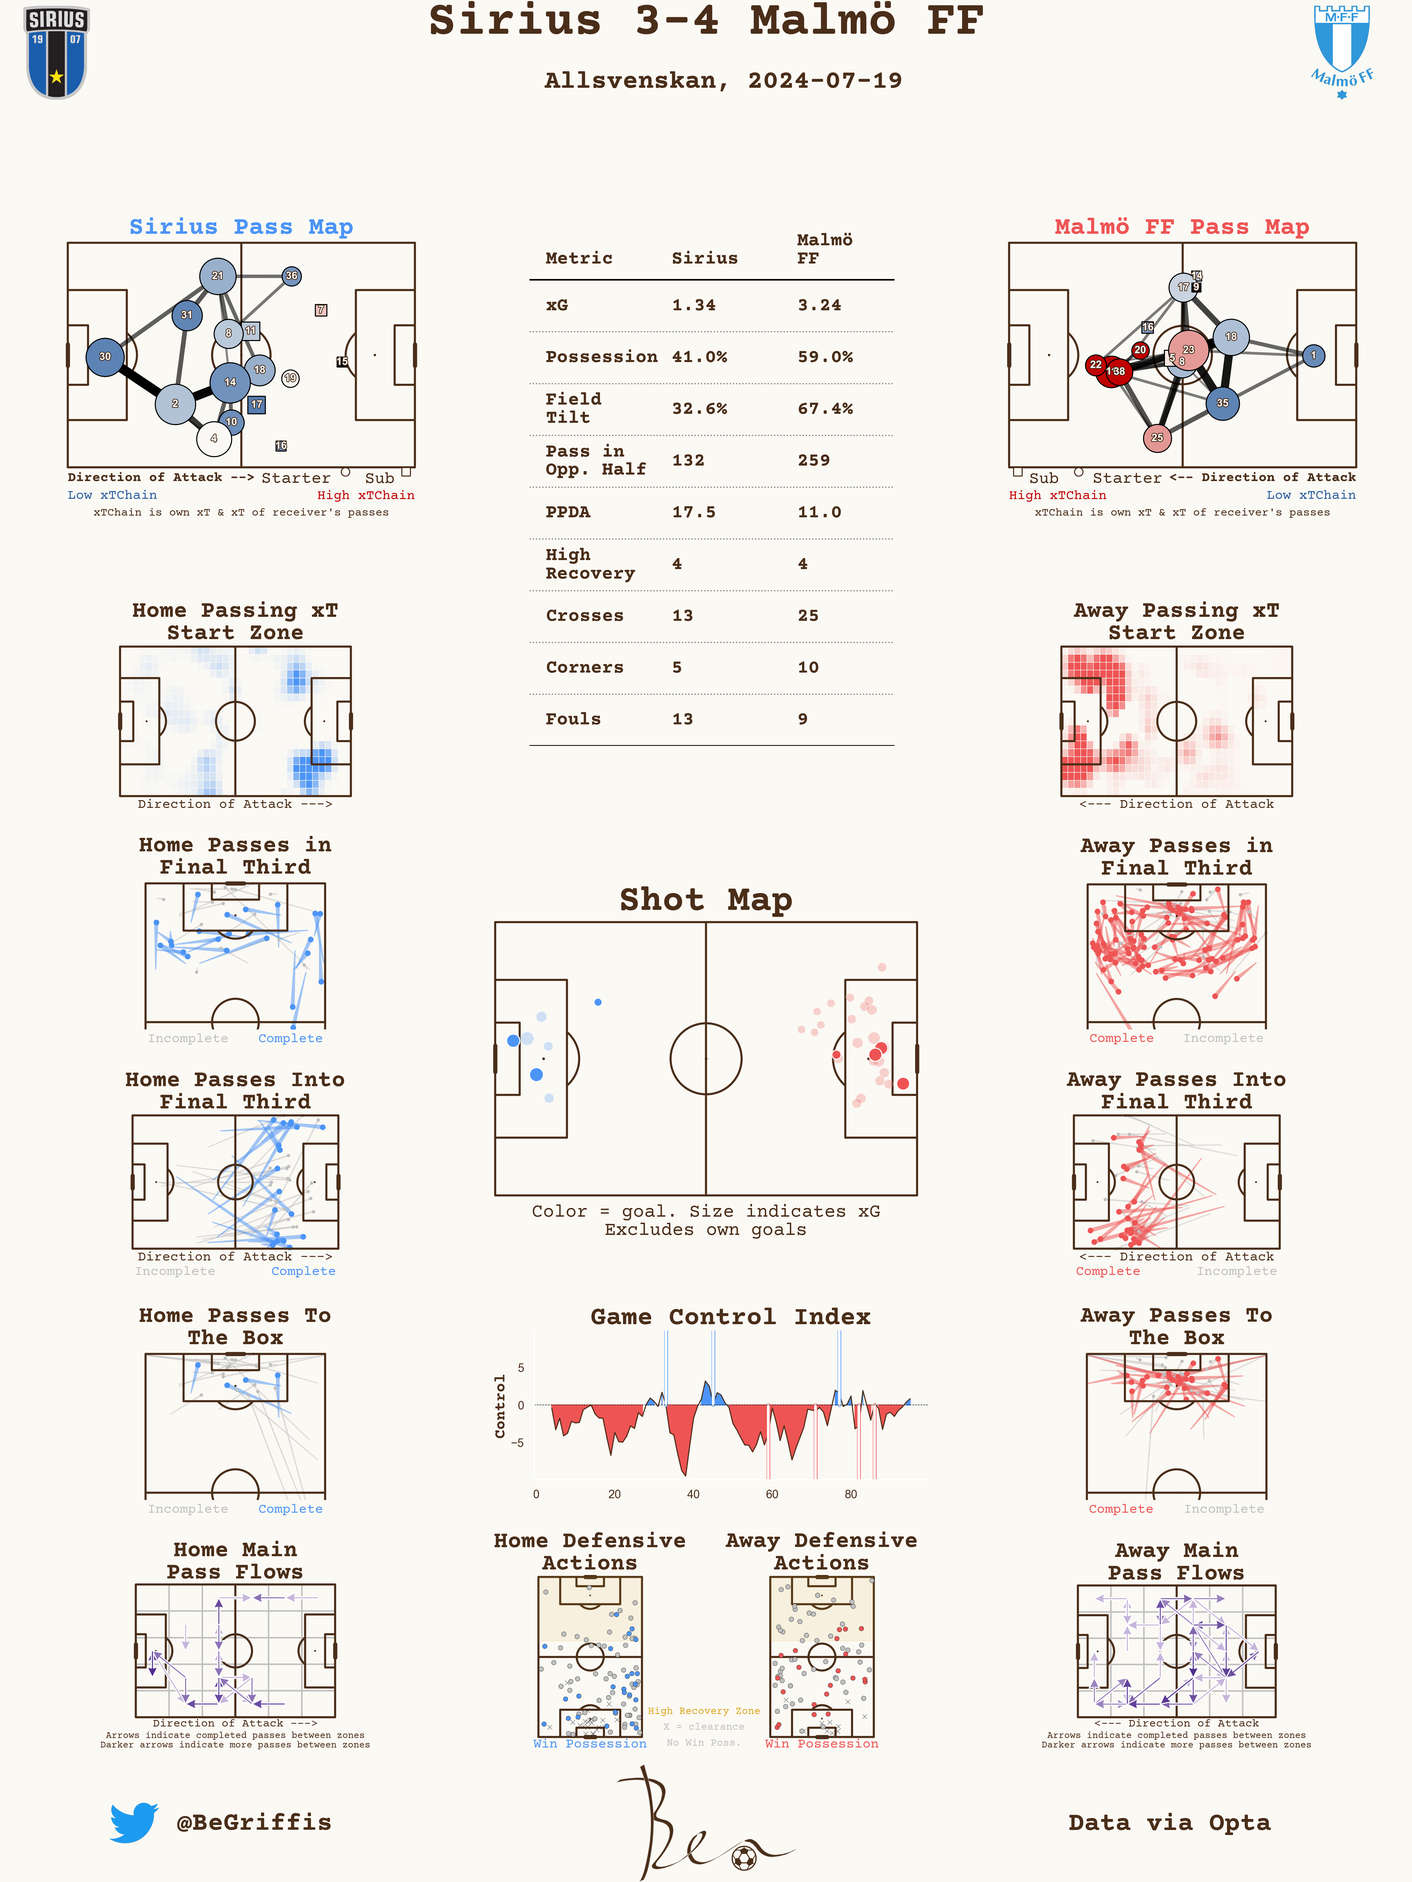 Sirius 3-4 Malmö FF
Allsvenskan, 2024-07-19
SIRIUS
19 07
M·F·F
Malmö FF
Sirius Pass Map
21
36
7
31
8
11
30
15
18
14
19
2
17
10
4
16
Direction of Attack -->
Starter
Sub
Low xTChain
High xTChain
xTChain is own xT & xT of receiver's passes
Metric Sirius Malmö
FF
xG 1.34 3.24
Possession 41.0% 59.0%
Field
Tilt 32.6% 67.4%
Pass in
Opp. Half 132 259
PPDA 17.5 11.0
High
Recovery 4 4
Crosses 13 25
Corners 5 10
Fouls 13 9
Malmö FF Pass Map
14
17
9
16
18
20
23
1
5
8
22
38
35
25
Sub
Starter
<-- Direction of Attack
High xTChain
Low xTChain
xTChain is own xT & xT of receiver's passes
Home Passing xT
Start Zone
Direction of Attack --->
Away Passing xT
Start Zone
<--- Direction of Attack
Home Passes in
Final Third
Incomplete
Complete
Away Passes in
Final Third
Complete
Incomplete
Shot Map
Color = goal. Size indicates xG
Excludes own goals
Home Passes Into
Final Third
Direction of Attack --->
Incomplete
Complete
Away Passes Into
Final Third
<--- Direction of Attack
Complete
Incomplete
Home Passes To
The Box
Incomplete
Complete
Game Control Index
Control
5
0
−5
0 20 40 60 80
Away Passes To
The Box
Complete
Incomplete
Home Main
Pass Flows
Direction of Attack --->
Arrows indicate completed passes between zones
Darker arrows indicate more passes between zones
Home Defensive
Actions
Win Possession
Away Defensive
Actions
Win Possession
High Recovery Zone
X = clearance
No Win Poss.
Away Main
Pass Flows
<--- Direction of Attack
Arrows indicate completed passes between zones
Darker arrows indicate more passes between zones
@BeGriffis
Ben
Data via Opta